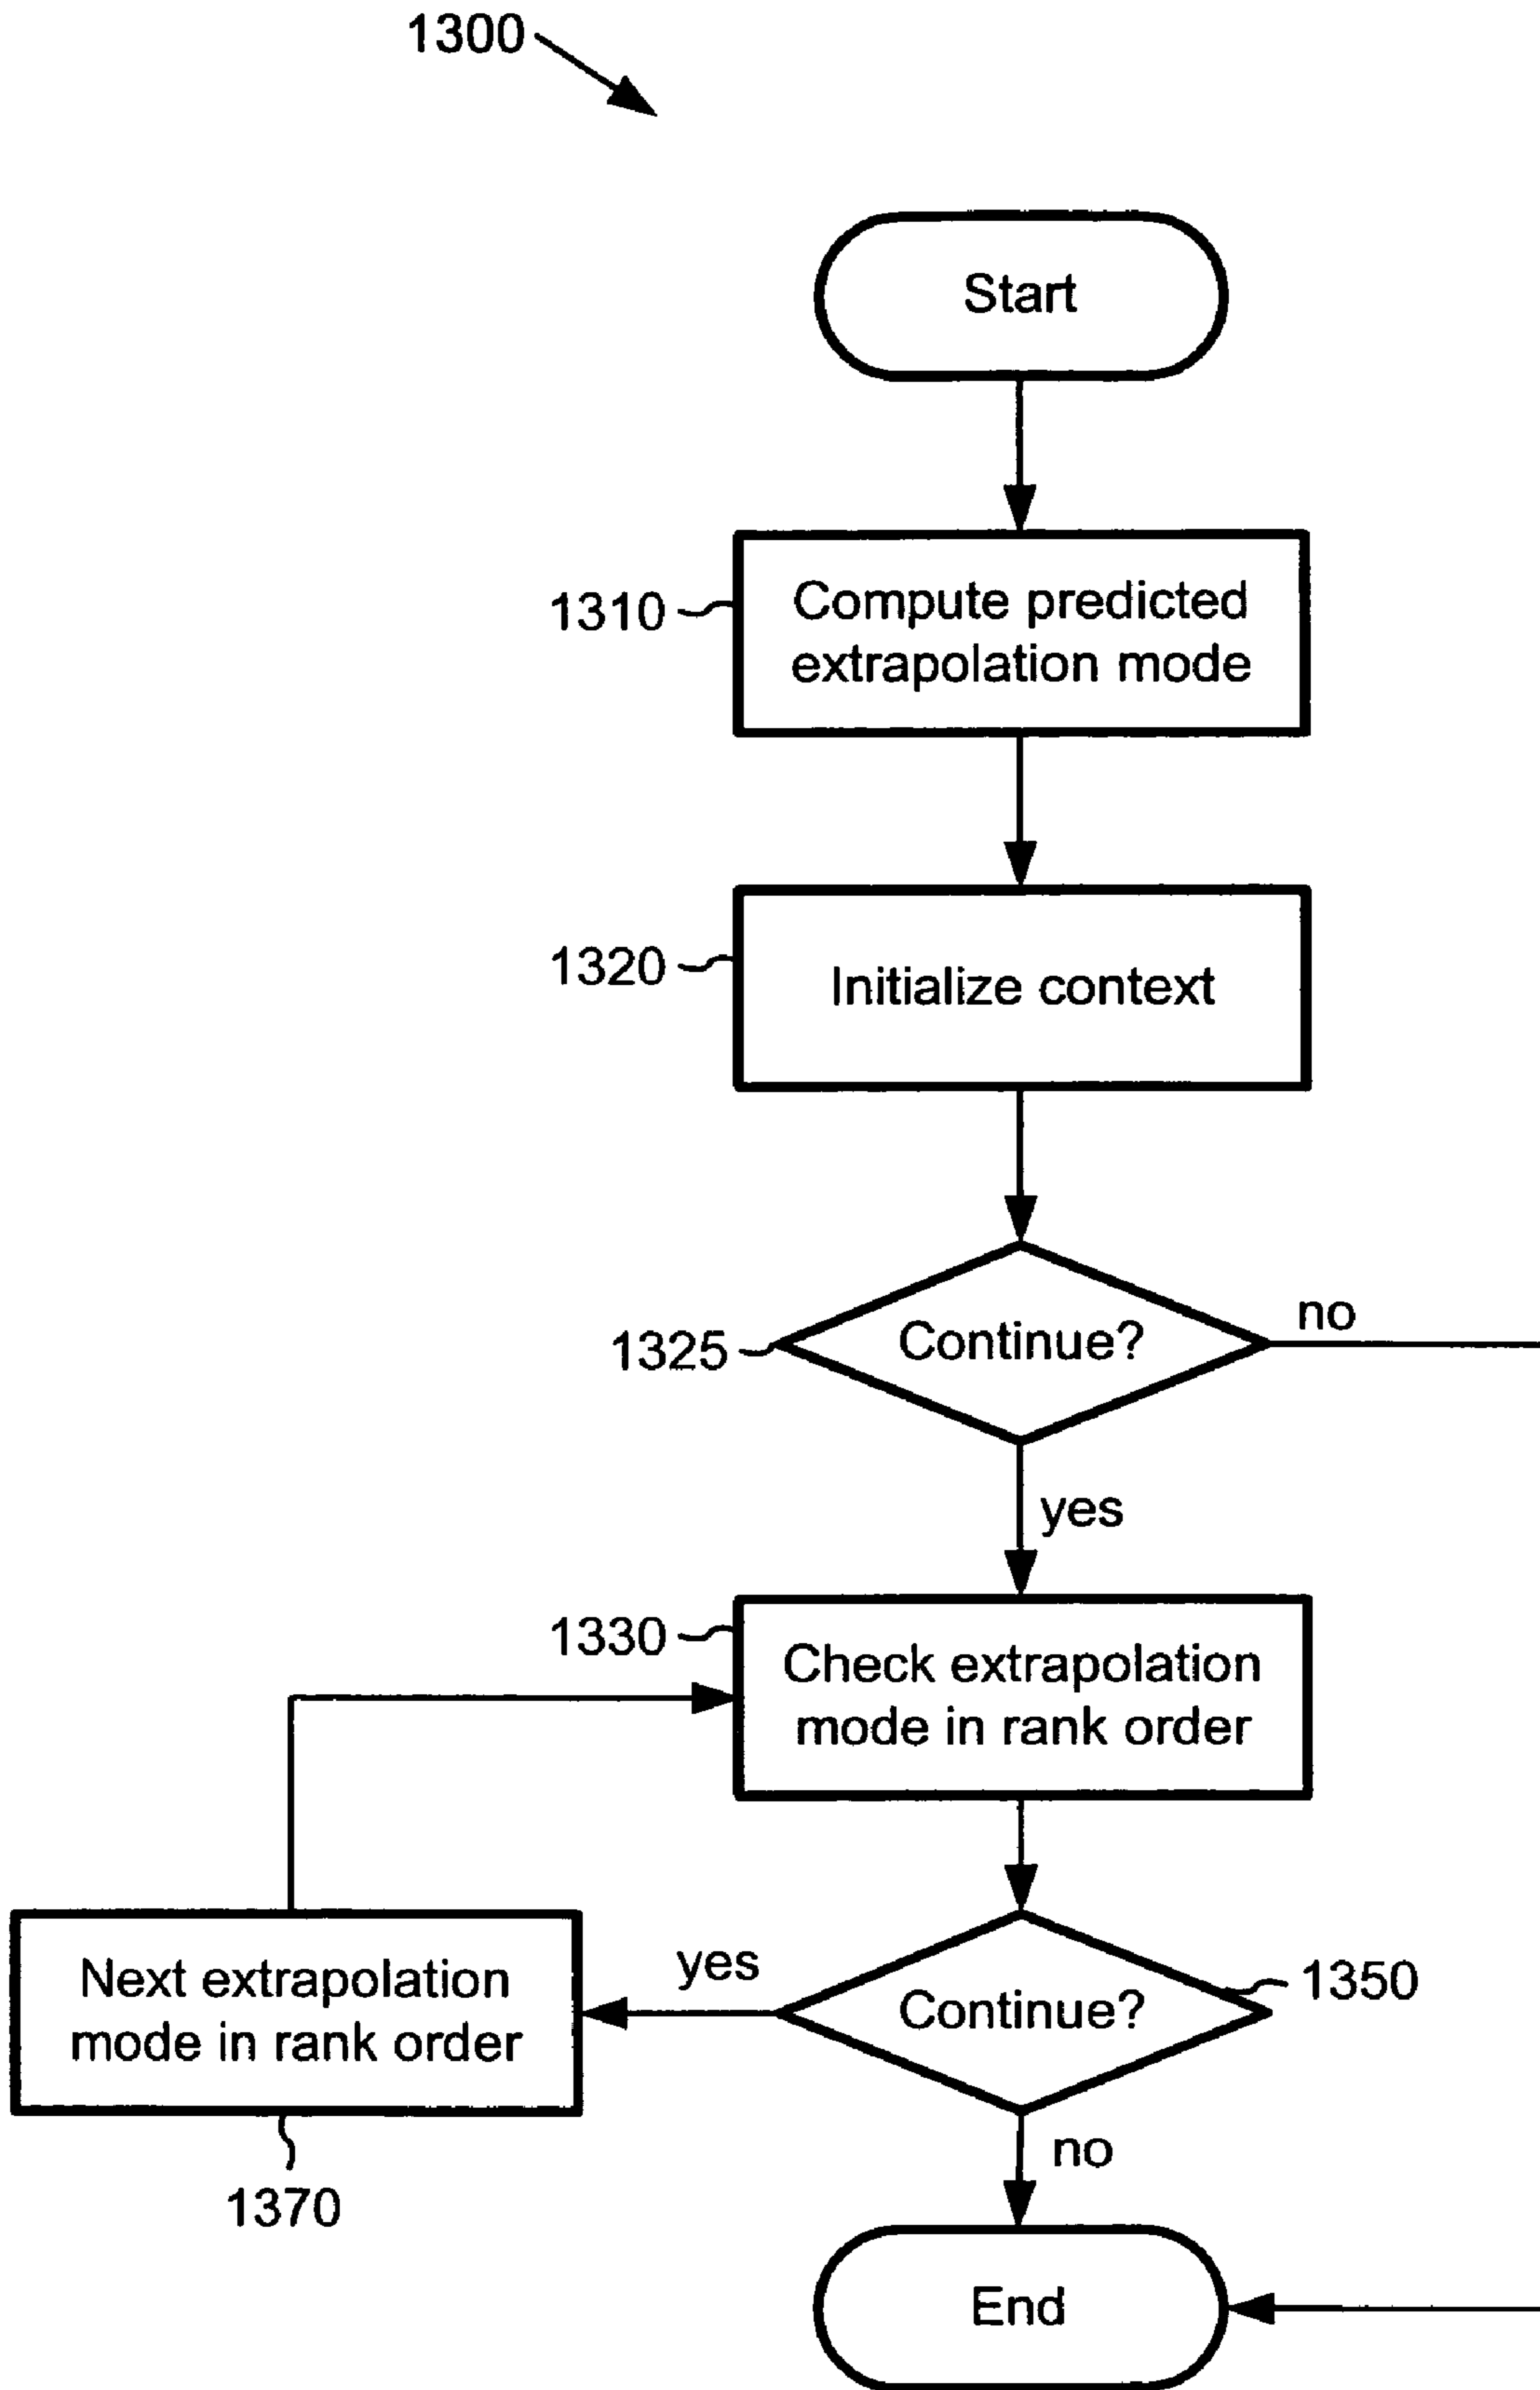 1300
Start
1310
Compute predicted
extrapolation mode
1320
Initialize context
1325
Continue?
no
yes
1330
Check extrapolation
mode in rank order
Next extrapolation
mode in rank order
yes
Continue?
1350
1370
no
End